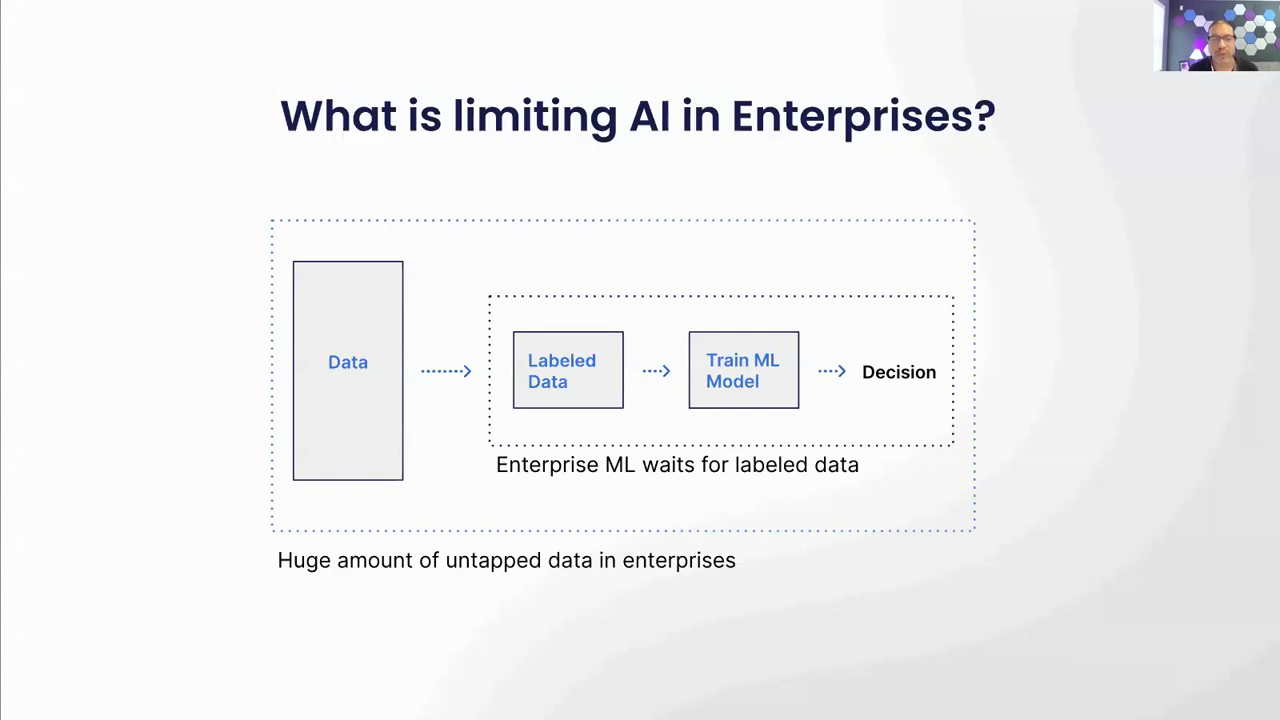 What is limiting AI in Enterprises?
Data
Labeled
Data
Train ML
Model
Decision
Enterprise ML waits for labeled data
Huge amount of untapped data in enterprises